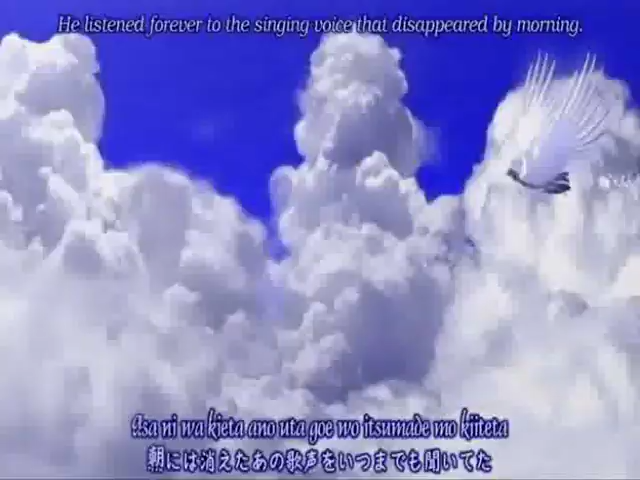 He listened forever to the singing voice that disappeared by morning.
Asa ni wa kieta ano uta goe wo itsumade mo kiiteta
朝には消えたあの歌声をいつまでも聞いてた